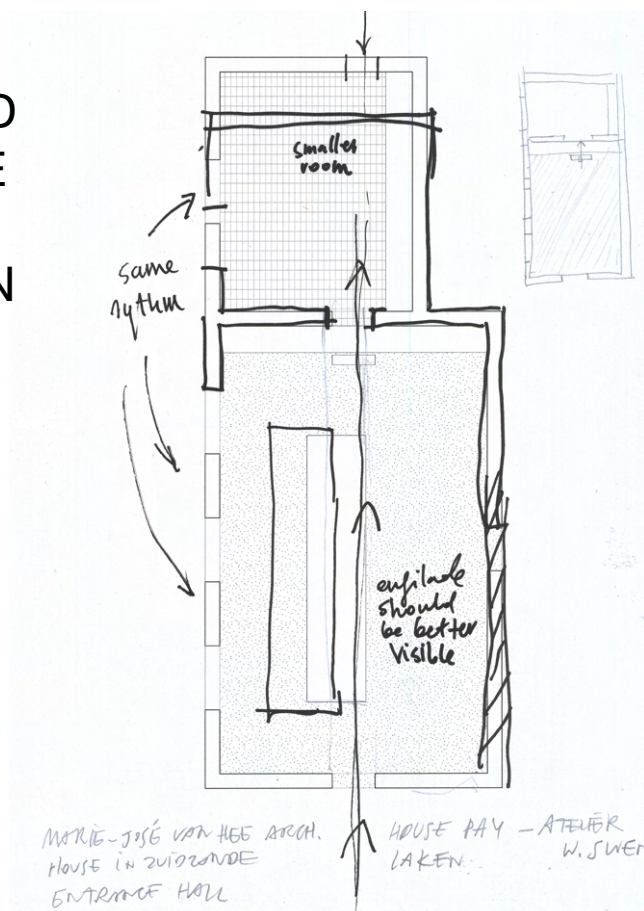 D
E
N
smaller
room
same
rythm
enfilade
should
be better
visible
MARIE-JOSÉ VAN HEE ARCH.
HOUSE IN ZUIDZANDE
ENTRANCE HALL
HOUSE PAY - ATELIER
LAKEN
W. SWEN